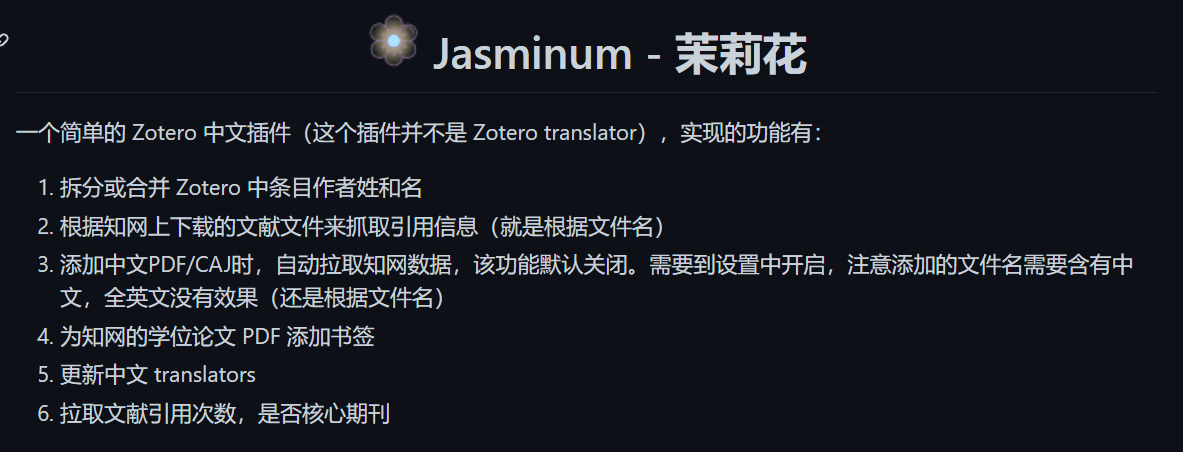 Jasminum - 茉莉花
一个简单的 Zotero 中文插件（这个插件并不是 Zotero translator），实现的功能有：
1. 拆分或合并 Zotero 中条目作者姓和名
2. 根据知网上下载的文献文件来抓取引用信息（就是根据文件名）
3. 添加中文PDF/CAJ时，自动拉取知网数据，该功能默认关闭。需要到设置中开启，注意添加的文件名需要含有中
文，全英文没有效果（还是根据文件名）
4. 为知网的学位论文 PDF 添加书签
5. 更新中文 translators
6. 拉取文献引用次数，是否核心期刊